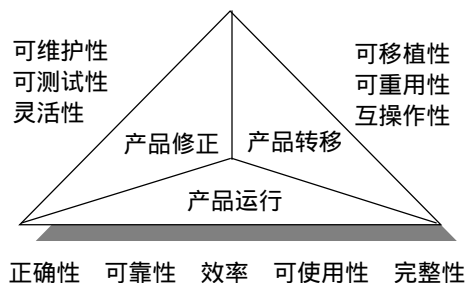 可维护性
可测试性
灵活性
可移植性
可重用性
互操作性
产品修正
产品转移
产品运行
正确性 可靠性 效率 可使用性 完整性